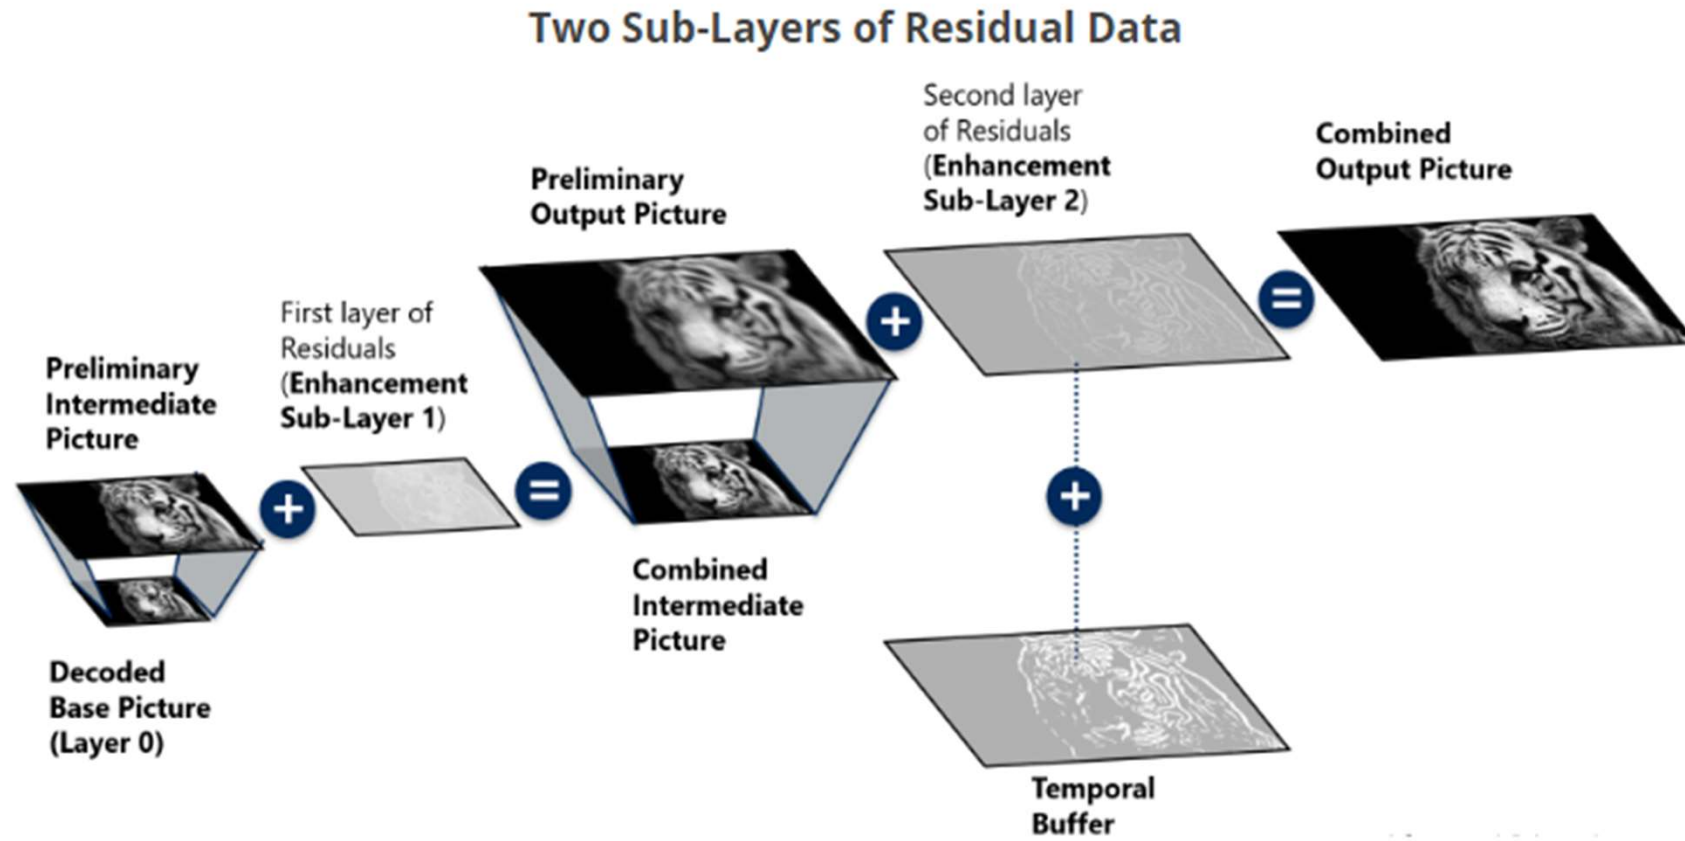 Two Sub-Layers of Residual Data
Second layer
of Residuals
(Enhancement
Sub-Layer 2)
Combined
Output Picture
Preliminary
Output Picture
First layer of
Residuals
(Enhancement
Sub-Layer 1)
Preliminary
Intermediate
Picture
+
=
+
=
+
Combined
Intermediate
Picture
Decoded
Base Picture
(Layer 0)
Temporal
Buffer